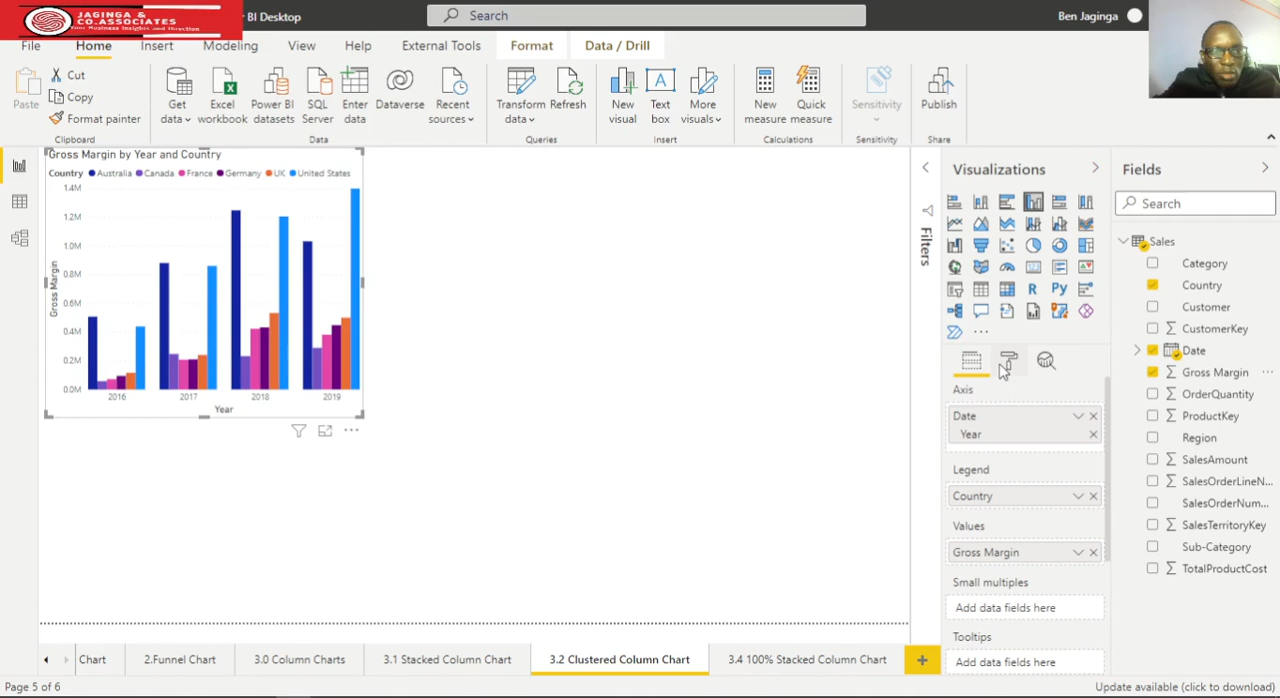 JAGINGA &
CO.ASSOCIATES
r BI Desktop
Search
Ben Jaginga
File
Home
Insert
Modeling
View
Help
External Tools
Format
Data / Drill
Paste
Cut
Copy
Format painter
Clipboard
Get
data
Excel
workbook
Power BI
datasets
SQL
Server
Enter
data
Dataverse
Recent
sources
Data
Transform
data
Refresh
Queries
New
visual
Text
box
More
visuals
Insert
New
measure
Quick
measure
Calculations
Sensitivity
Sensitivity
Publish
Share
Gross Margin by Year and Country
Country Australia Canada France Germany UK United States
1.4M
1.2M
1.0M
0.8M
0.6M
0.4M
0.2M
0.0M
Gross Margin
2016 2017 2018 2019
Year
Filters
Visualizations
R
Py
Axis
Date
Year
Legend
Country
Values
Gross Margin
Small multiples
Add data fields here
Tooltips
Add data fields here
Fields
Search
Sales
Category
Country
Customer
CustomerKey
Date
Gross Margin
OrderQuantity
ProductKey
Region
SalesAmount
SalesOrderLineN...
SalesOrderNum...
SalesTerritoryKey
Sub-Category
TotalProductCost
Chart
2.Funnel Chart
3.0 Column Charts
3.1 Stacked Column Chart
3.2 Clustered Column Chart
3.4 100% Stacked Column Chart
Page 5 of 6
Update available (click to download)